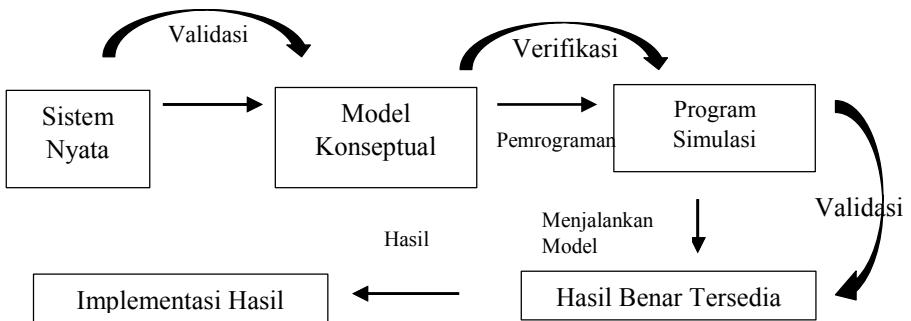 Validasi
Verifikasi
Sistem
Nyata
Model
Konseptual
Pemrograman
Program
Simulasi
Validasi
Menjalankan
Model
Hasil
Hasil Benar Tersedia
Implementasi Hasil